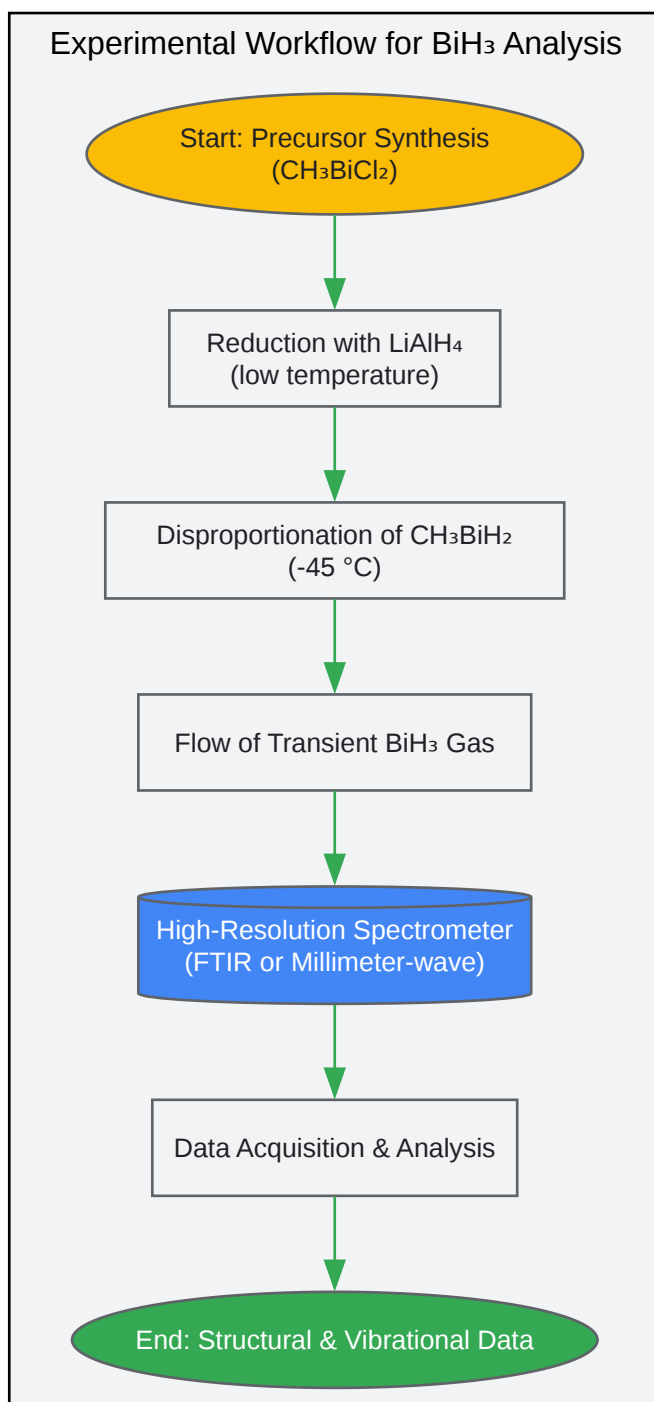 Experimental Workflow for BiH₃ Analysis
Start: Precursor Synthesis
(CH₃BiCl₂)
Reduction with LiAlH₄
(low temperature)
Disproportionation of CH₃BiH₂
(-45 °C)
Flow of Transient BiH₃ Gas
High-Resolution Spectrometer
(FTIR or Millimeter-wave)
Data Acquisition & Analysis
End: Structural & Vibrational Data